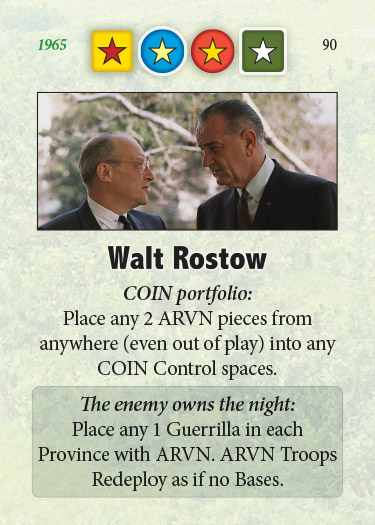 1965
90
Walt Rostow
COIN portfolio:
Place any 2 ARVN pieces from
anywhere (even out of play) into any
COIN Control spaces.
The enemy owns the night:
Place any 1 Guerrilla in each
Province with ARVN. ARVN Troops
Redeploy as if no Bases.